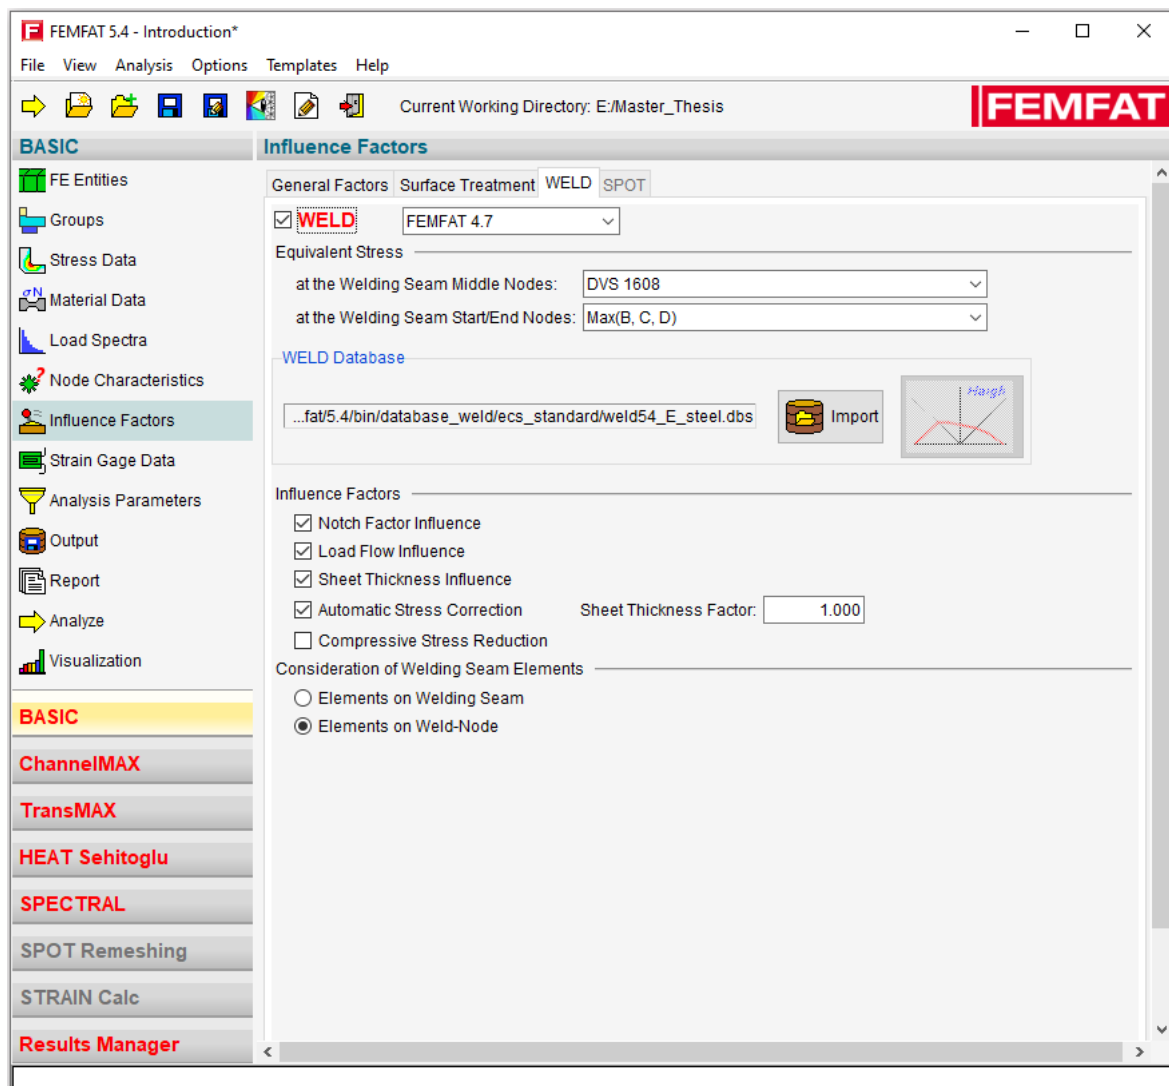 FEMFAT 5.4 - Introduction*
File View Analysis Options Templates Help
Current Working Directory: E:/Master_Thesis
FEMFAT
BASIC
Influence Factors
FE Entities
Groups
Stress Data
σN
Material Data
Load Spectra
?
Node Characteristics
Influence Factors
Strain Gage Data
Analysis Parameters
Output
Report
Analyze
Visualization
BASIC
ChannelMAX
TransMAX
HEAT Sehitoglu
SPECTRAL
SPOT Remeshing
STRAIN Calc
Results Manager
General Factors Surface Treatment WELD SPOT
WELD FEMFAT 4.7
Equivalent Stress
at the Welding Seam Middle Nodes: DVS 1608
at the Welding Seam Start/End Nodes: Max(B, C, D)
WELD Database
...fat/5.4/bin/database_weld/ecs_standard/weld54_E_steel.dbs Import Haigh
Influence Factors
Notch Factor Influence
Load Flow Influence
Sheet Thickness Influence
Automatic Stress Correction Sheet Thickness Factor: 1.000
Compressive Stress Reduction
Consideration of Welding Seam Elements
Elements on Welding Seam
Elements on Weld-Node